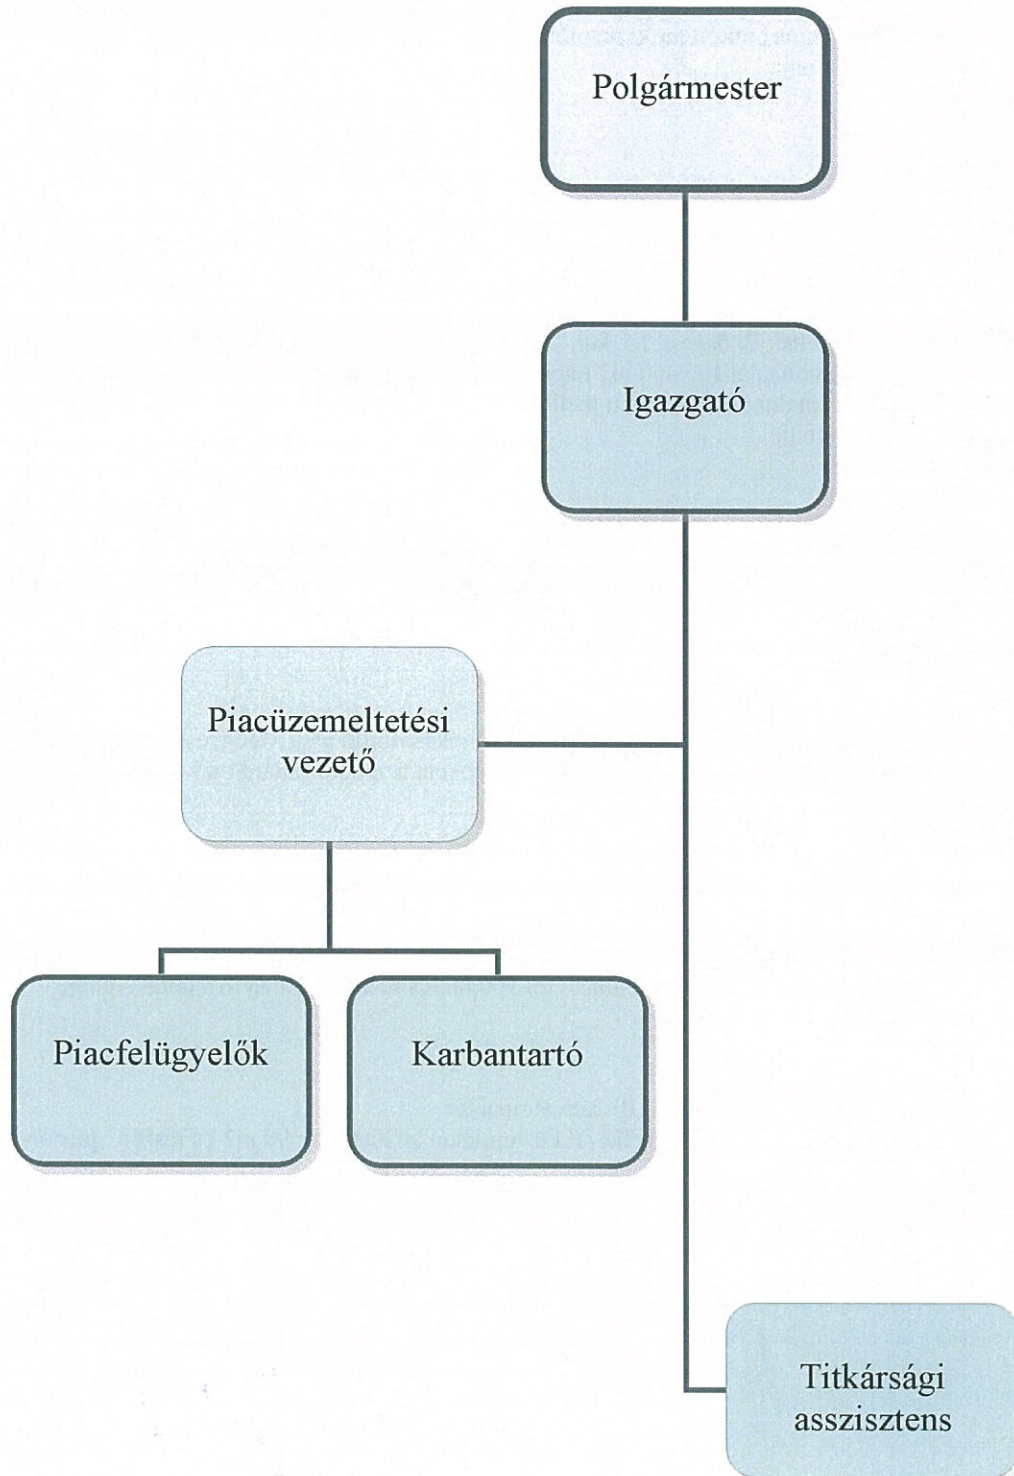 Polgármester
Igazgató
Piacüzemeltetési
vezető
Piacfelügyelők
Karbantartó
Titkársági
asszisztens